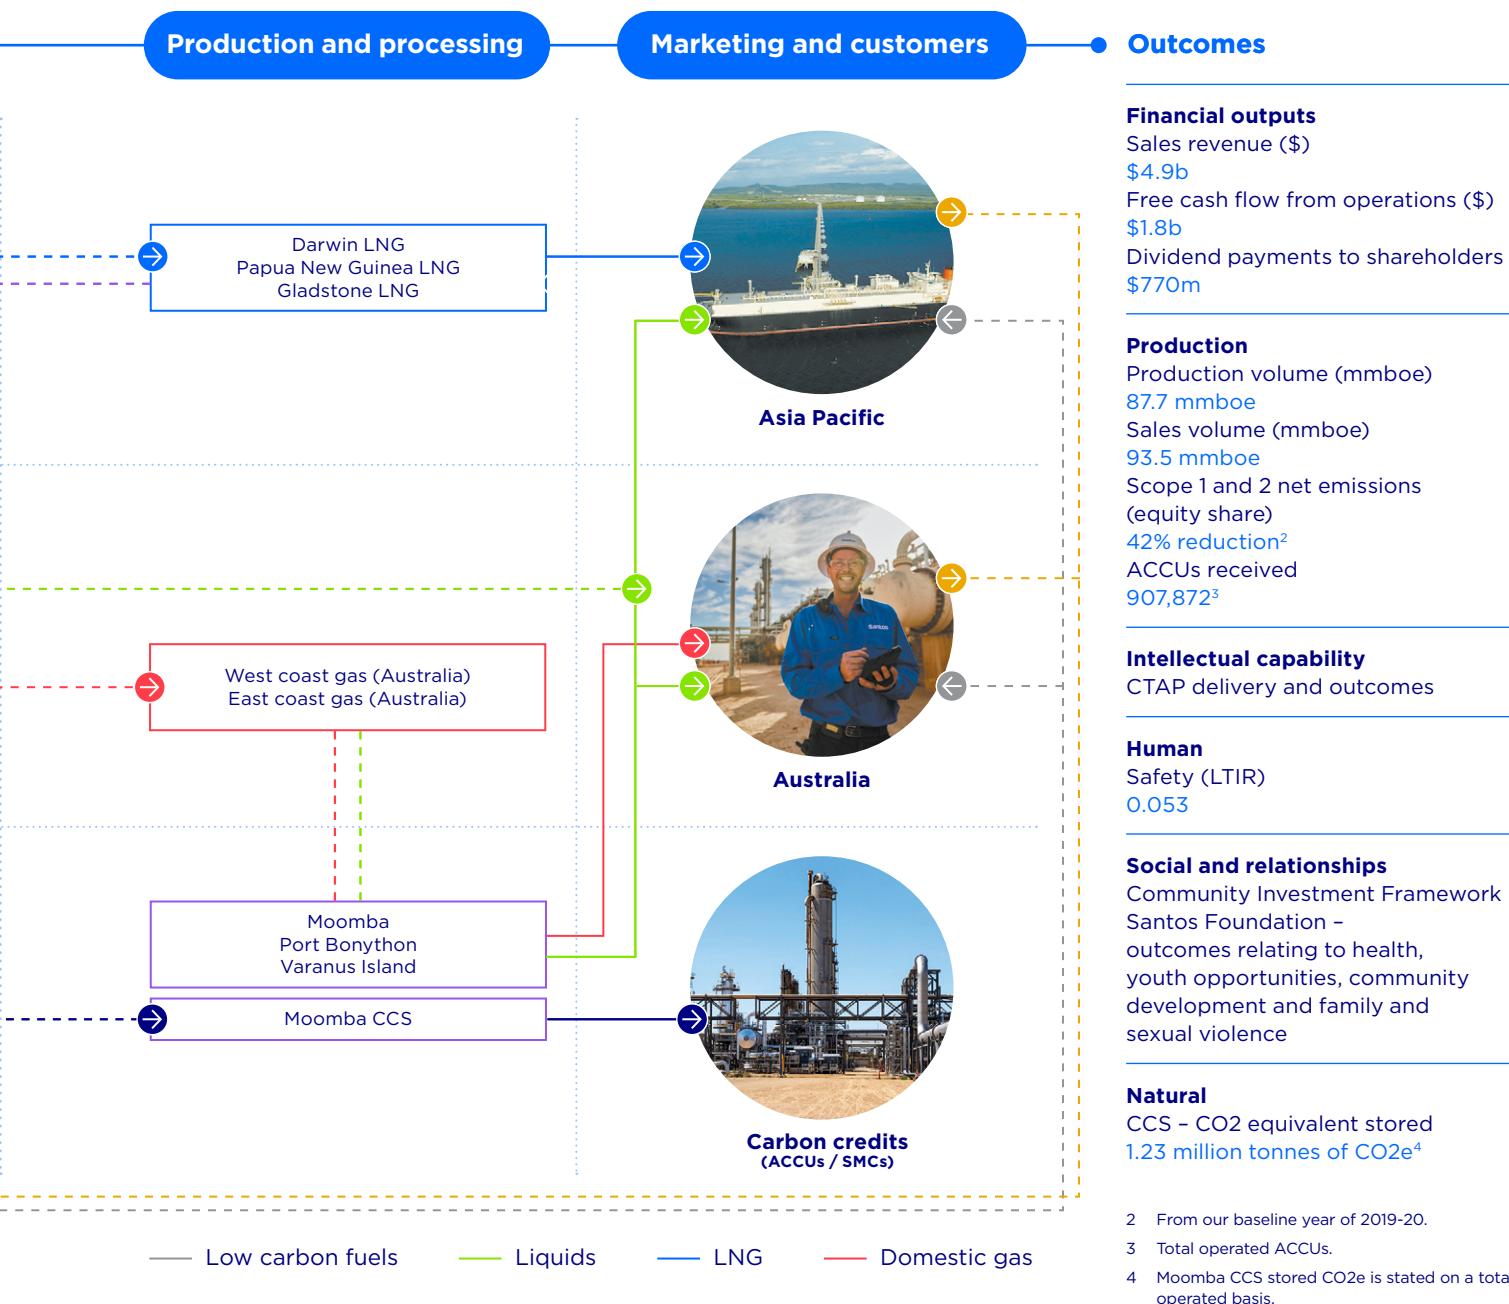 Production and processing
Marketing and customers
Outcomes
Darwin LNG
Papua New Guinea LNG
Gladstone LNG
Asia Pacific
West coast gas (Australia)
East coast gas (Australia)
Santos
Australia
Moomba
Port Bonython
Varanus Island
Moomba CCS
Carbon credits
(ACCUs / SMCs)
Low carbon fuels
Liquids
LNG
Domestic gas
Financial outputs
Sales revenue ($)
$4.9b
Free cash flow from operations ($)
$1.8b
Dividend payments to shareholders
$770m
Production
Production volume (mmboe)
87.7 mmboe
Sales volume (mmboe)
93.5 mmboe
Scope 1 and 2 net emissions
(equity share)
42% reduction²
ACCUs received
907,872³
Intellectual capability
CTAP delivery and outcomes
Human
Safety (LTIR)
0.053
Social and relationships
Community Investment Framework
Santos Foundation –
outcomes relating to health,
youth opportunities, community
development and family and
sexual violence
Natural
CCS – CO2 equivalent stored
1.23 million tonnes of CO2e⁴
2 From our baseline year of 2019-20.
3 Total operated ACCUs.
4 Moomba CCS stored CO2e is stated on a tota
operated basis.